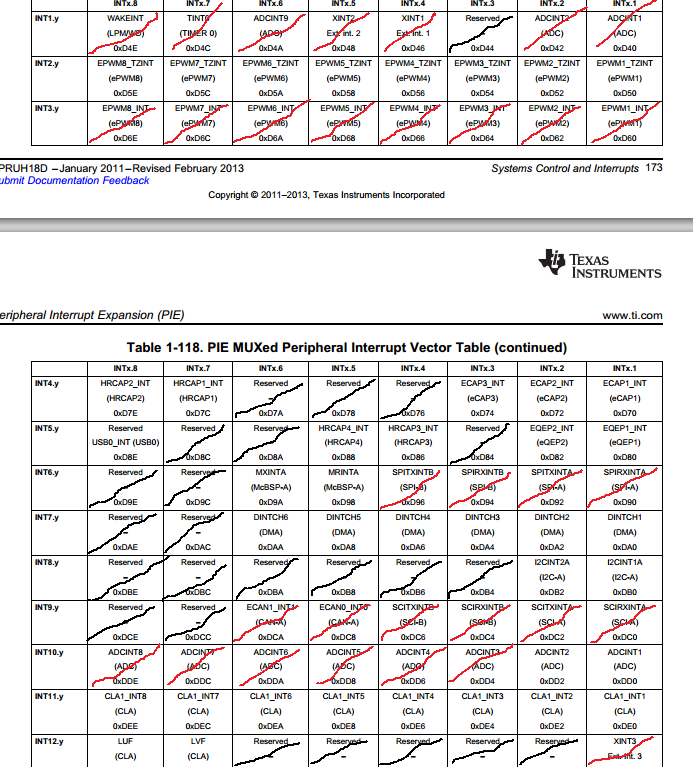 INTx.8 INTx.7 INTx.6 INTx.5 INTx.4 INTx.3 INTx.2 INTx.1
INT1.y WAKEINT TINT0 ADCINT9 XINT2 XINT1 Reserved ADCINT2 ADCINT1
(LPM/WD) (TIMER 0) (ADC) Ext. int. 2 Ext. int. 1 – (ADC) (ADC)
0xD4E 0xD4C 0xD4A 0xD48 0xD46 0xD44 0xD42 0xD40
INT2.y EPWM8_TZINT EPWM7_TZINT EPWM6_TZINT EPWM5_TZINT EPWM4_TZINT EPWM3_TZINT EPWM2_TZINT EPWM1_TZINT
(ePWM8) (ePWM7) (ePWM6) (ePWM5) (ePWM4) (ePWM3) (ePWM2) (ePWM1)
0xD5E 0xD5C 0xD5A 0xD58 0xD56 0xD54 0xD52 0xD50
INT3.y EPWM8_INT EPWM7_INT EPWM6_INT EPWM5_INT EPWM4_INT EPWM3_INT EPWM2_INT EPWM1_INT
(ePWM8) (ePWM7) (ePWM6) (ePWM5) (ePWM4) (ePWM3) (ePWM2) (ePWM1)
0xD6E 0xD6C 0xD6A 0xD68 0xD66 0xD64 0xD62 0xD60
PRUH18D –January 2011–Revised February 2013 Systems Control and Interrupts 173
ubmit Documentation Feedback
Copyright © 2011–2013, Texas Instruments Incorporated
TEXAS
INSTRUMENTS
eripheral Interrupt Expansion (PIE) www.ti.com
Table 1-118. PIE MUXed Peripheral Interrupt Vector Table (continued)
INTx.8 INTx.7 INTx.6 INTx.5 INTx.4 INTx.3 INTx.2 INTx.1
INT4.y HRCAP2_INT HRCAP1_INT Reserved Reserved Reserved ECAP3_INT ECAP2_INT ECAP1_INT
(HRCAP2) (HRCAP1) – – – (eCAP3) (eCAP2) (eCAP1)
0xD7E 0xD7C 0xD7A 0xD78 0xD76 0xD74 0xD72 0xD70
INT5.y Reserved Reserved Reserved HRCAP4_INT HRCAP3_INT Reserved EQEP2_INT EQEP1_INT
USB0_INT (USB0) – – (HRCAP4) (HRCAP3) – (eQEP2) (eQEP1)
0xD8E 0xD8C 0xD8A 0xD88 0xD86 0xD84 0xD82 0xD80
INT6.y Reserved Reserved MXINTA MRINTA SPITXINTB SPIRXINTB SPITXINTA SPIRXINTA
– – (McBSP-A) (McBSP-A) (SPI-B) (SPI-B) (SPI-A) (SPI-A)
0xD9E 0xD9C 0xD9A 0xD98 0xD96 0xD94 0xD92 0xD90
INT7.y Reserved Reserved DINTCH6 DINTCH5 DINTCH4 DINTCH3 DINTCH2 DINTCH1
– – (DMA) (DMA) (DMA) (DMA) (DMA) (DMA)
0xDAE 0xDAC 0xDAA 0xDA8 0xDA6 0xDA4 0xDA2 0xDA0
INT8.y Reserved Reserved Reserved Reserved Reserved Reserved I2CINT2A I2CINT1A
– – – – – – (I2C-A) (I2C-A)
0xDBE 0xDBC 0xDBA 0xDB8 0xDB6 0xDB4 0xDB2 0xDB0
INT9.y Reserved Reserved ECAN1_INT1 ECAN0_INT0 SCITXINTB SCIRXINTB SCITXINTA SCIRXINTA
– – (CAN-A) (CAN-A) (SCI-B) (SCI-B) (SCI-A) (SCI-A)
0xDCE 0xDCC 0xDCA 0xDC8 0xDC6 0xDC4 0xDC2 0xDC0
INT10.y ADCINT8 ADCINT7 ADCINT6 ADCINT5 ADCINT4 ADCINT3 ADCINT2 ADCINT1
(ADC) (ADC) (ADC) (ADC) (ADC) (ADC) (ADC) (ADC)
0xDDE 0xDDC 0xDDA 0xDD8 0xDD6 0xDD4 0xDD2 0xDD0
INT11.y CLA1_INT8 CLA1_INT7 CLA1_INT6 CLA1_INT5 CLA1_INT4 CLA1_INT3 CLA1_INT2 CLA1_INT1
(CLA) (CLA) (CLA) (CLA) (CLA) (CLA) (CLA) (CLA)
0xDEE 0xDEC 0xDEA 0xDE8 0xDE6 0xDE4 0xDE2 0xDE0
INT12.y LUF LVF Reserved Reserved Reserved Reserved Reserved XINT3
(CLA) (CLA) – – – – – Ext. Int. 3